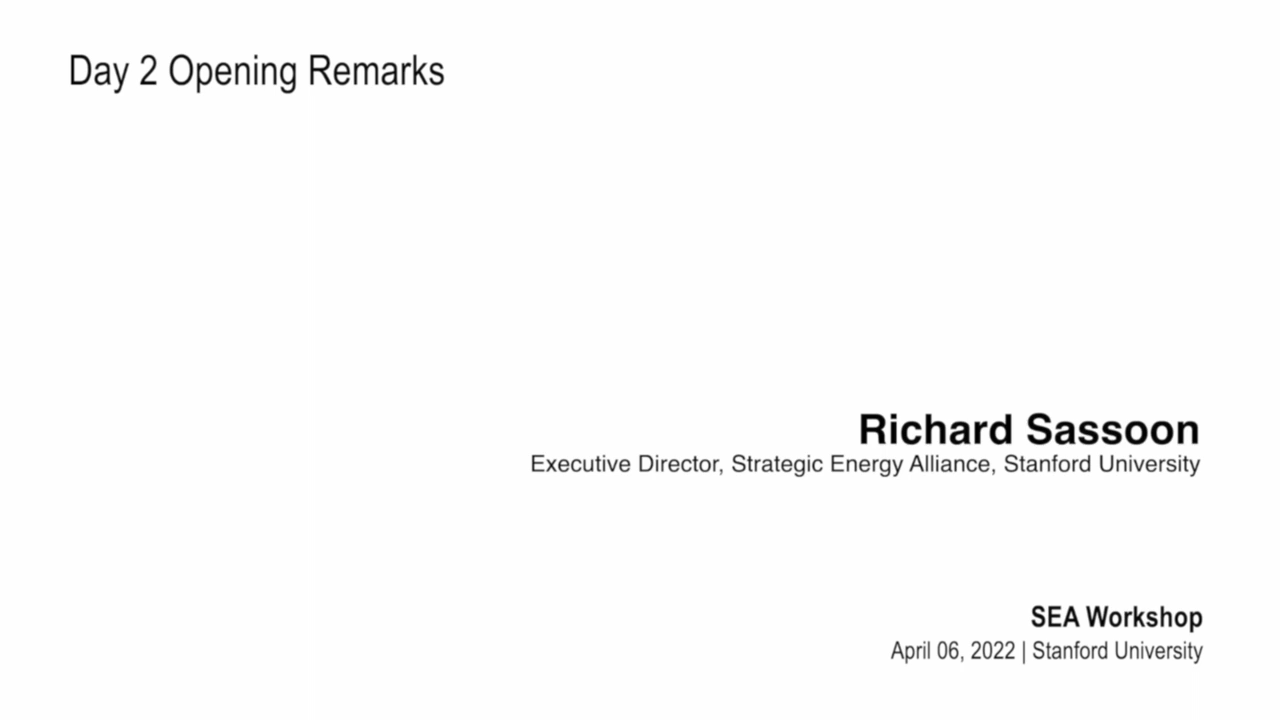 Day 2 Opening Remarks
Richard Sassoon
Executive Director, Strategic Energy Alliance, Stanford University
SEA Workshop
April 06, 2022 | Stanford University